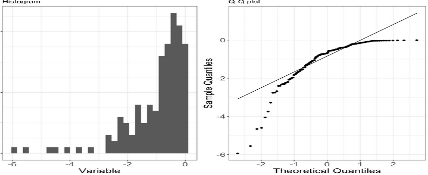 Histogram
Q-Q plot
-6
-4
-2
0
Variable
Sample Quantiles
0
-2
-4
-6
-2
-1
0
1
2
Theoretical Quantiles